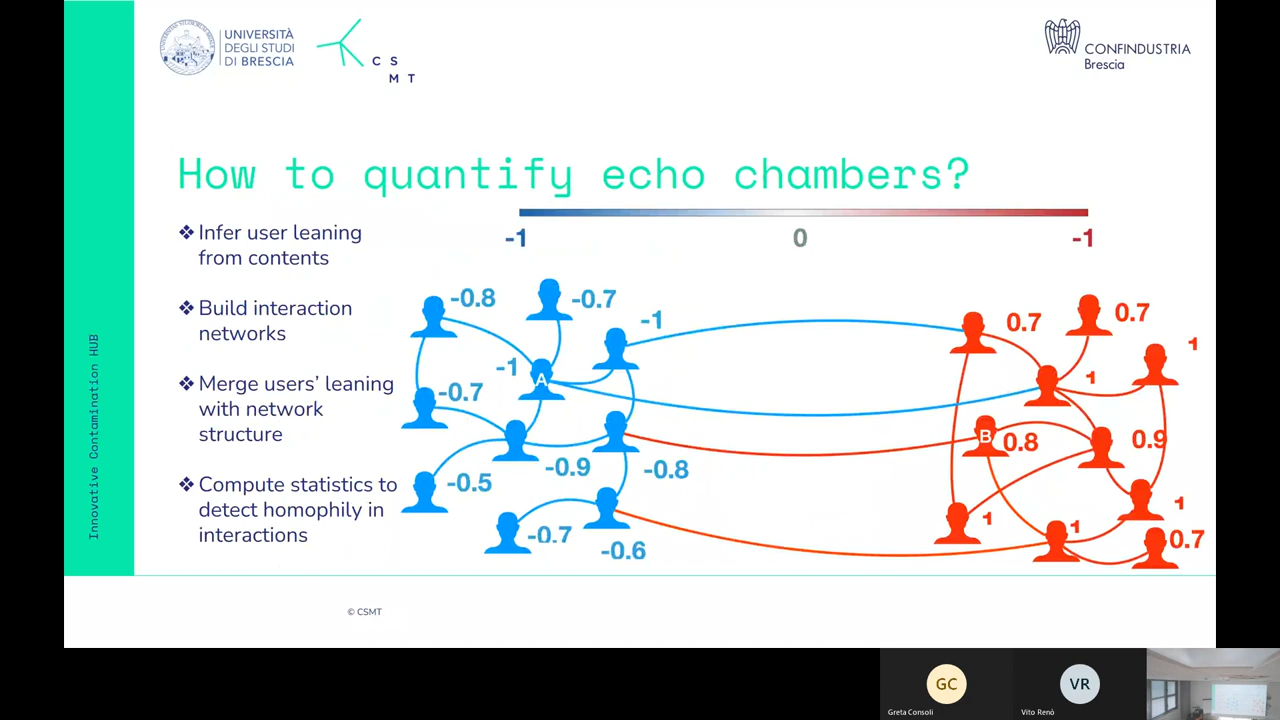 UNIVERSITÀ
DEGLI STUDI
DI BRESCIA
C S
M T
CONFINDUSTRIA
Brescia
How to quantify echo chambers?
-1
0
-1
❖ Infer user leaning
from contents
❖ Build interaction
networks
❖ Merge users' leaning
with network
structure
❖ Compute statistics to
detect homophily in
interactions
-0.8
-0.7
-1
-1
A
-0.7
-0.9
-0.8
-0.5
-0.7
-0.6
0.7
0.7
1
1
B
0.8
0.9
1
1
1
0.7
Innovative Contamination HUB
© CSMT
GC
VR
Greta Consoli
Vito Renò